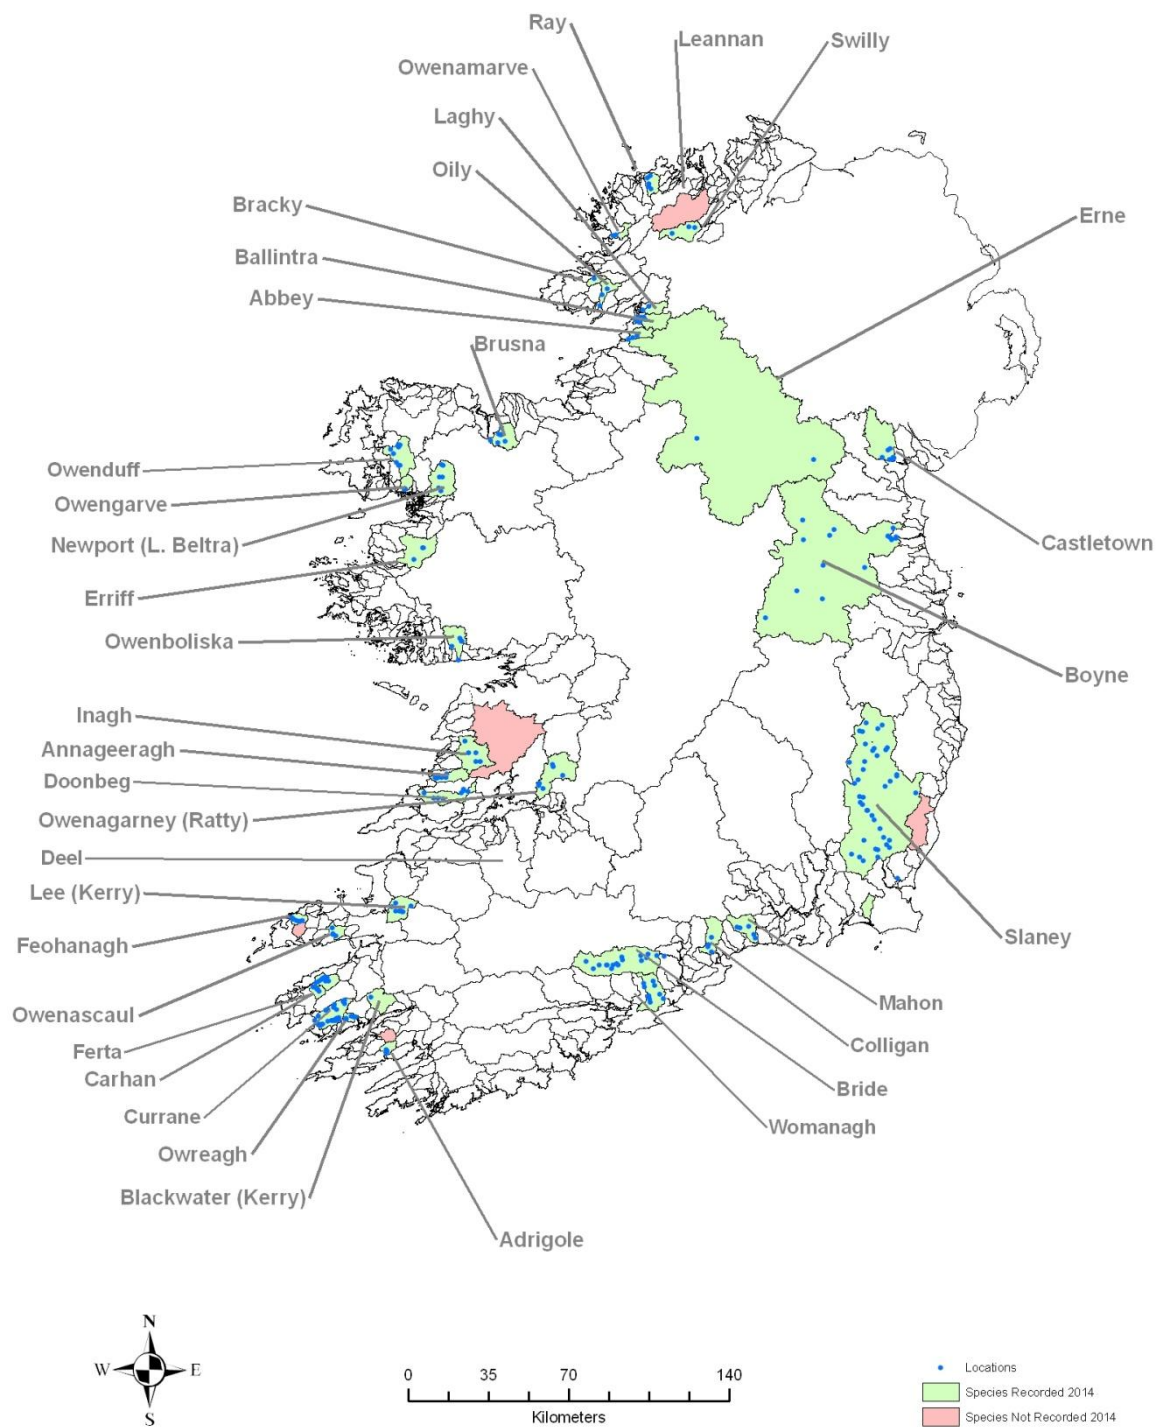 Ray
Leannan
Swilly
Owenamarve
Laghy
Oily
Bracky
Erne
Ballintra
Abbey
Brusna
Owenduff
Owengarve
Newport (L. Beltra)
Castletown
Erriff
Owenboliska
Boyne
Inagh
Annageeragh
Doonbeg
Owenagarney (Ratty)
Deel
Lee (Kerry)
Feohanagh
Slaney
Mahon
Owenascaul
Ferta
Colligan
Carhan
Bride
Currane
Womanagh
Owreagh
Blackwater (Kerry)
Adrigole
N
W E
S
0 35 70 140
Kilometers
Locations
Species Recorded 2014
Species Not Recorded 2014